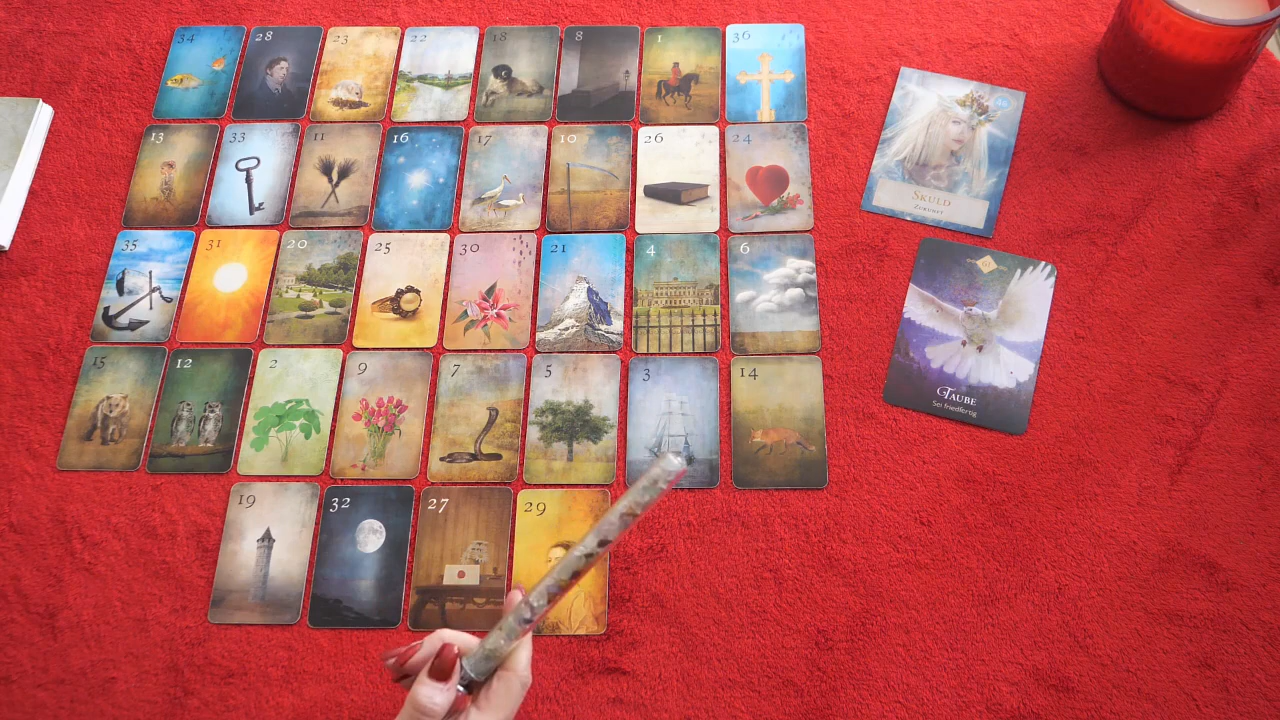 34 28 23 22 18 8 1 36
13 33 11 16 17 10 26 24
35 31 20 25 30 21 4 6
15 12 2 9 7 5 3 14
19 32 27 29
SKULD
ZUKUNFT
TAUBE
Sei friedfertig